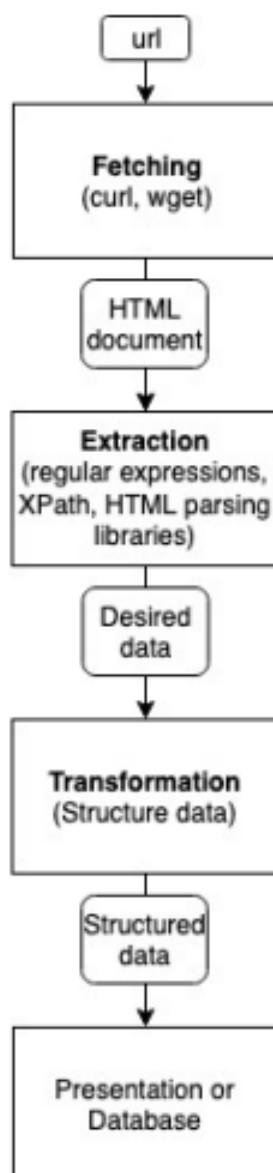 url
Fetching
(curl, wget)
HTML
document
Extraction
(regular expressions,
XPath, HTML parsing
libraries)
Desired
data
Transformation
(Structure data)
Structured
data
Presentation or
Database